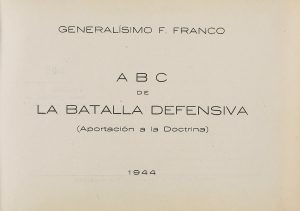 GENERALÍSIMO F. FRANCO
A B C
DE
LA BATALLA DEFENSIVA
(Aportación a la Doctrina)
1944